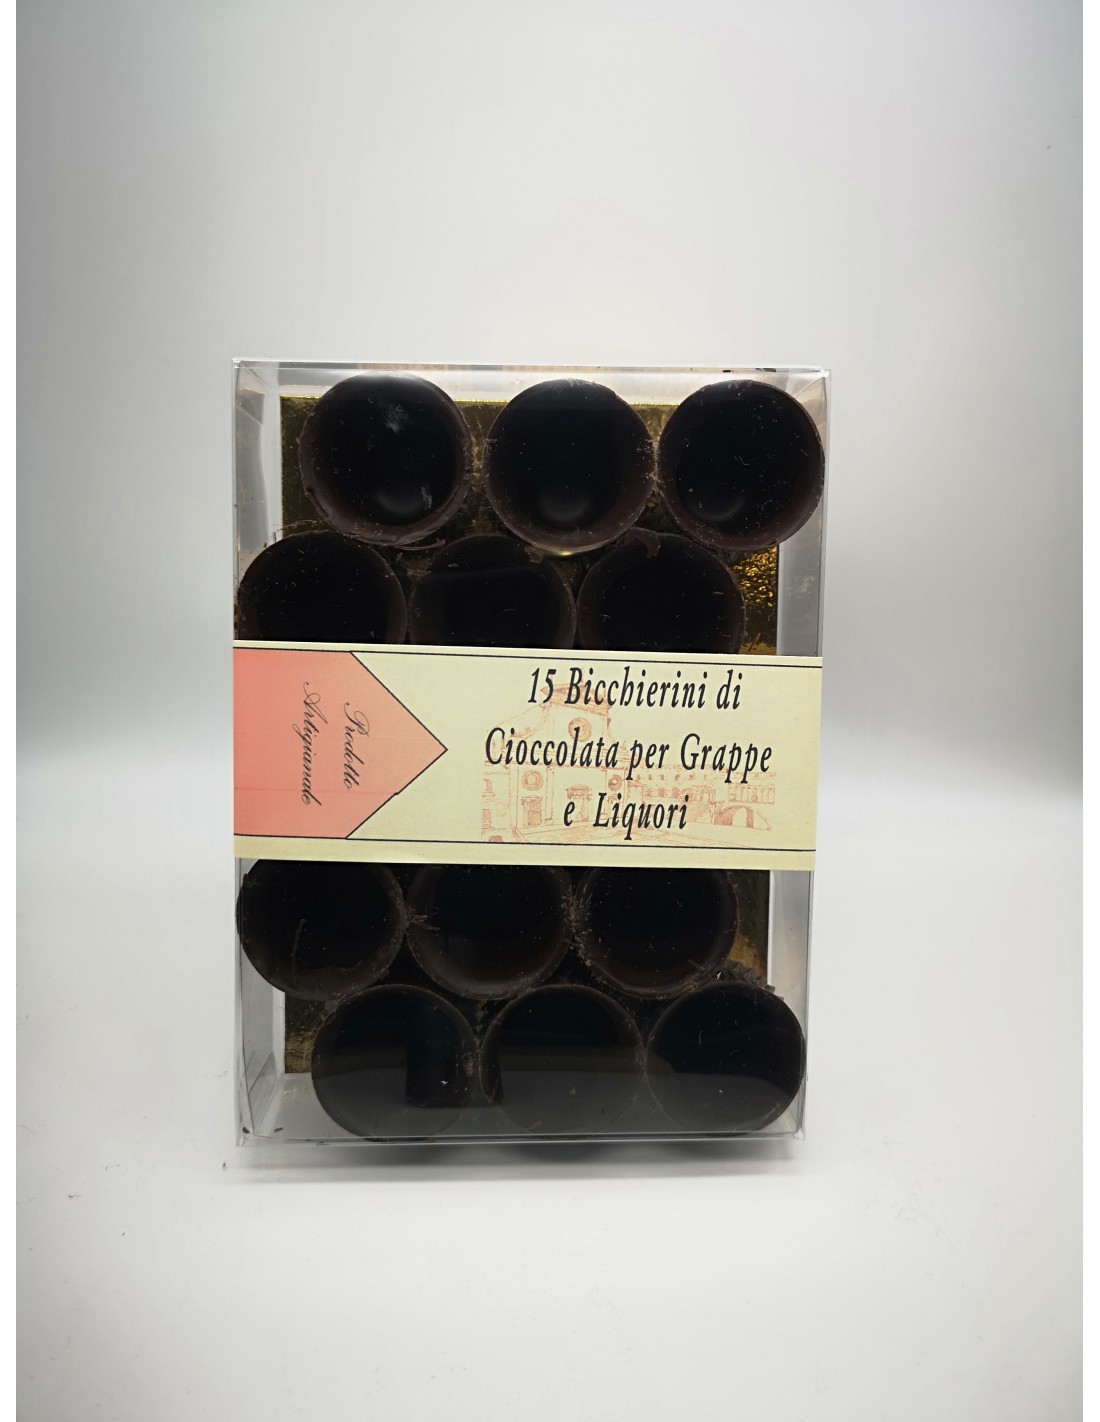 Prodotto
Artigianale
15 Bicchierini di
Cioccolata per Grappe
e Liquori